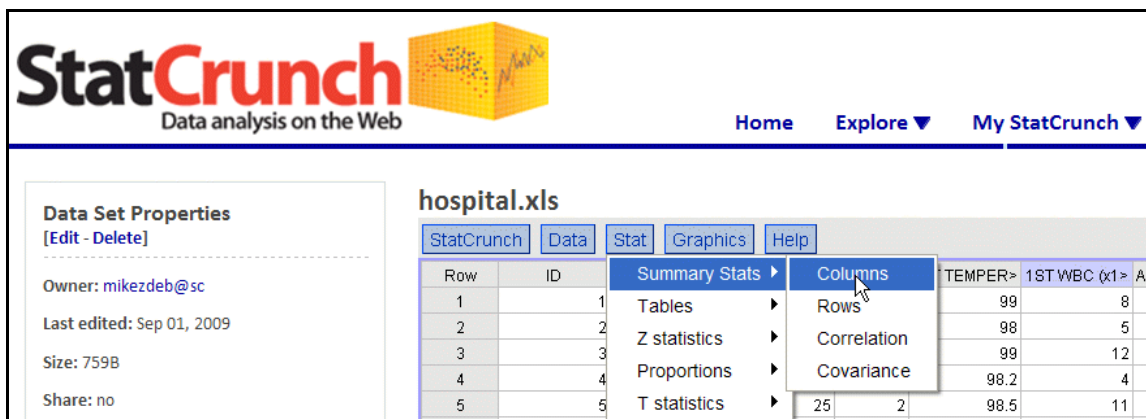 StatCrunch
Data analysis on the Web
Home Explore ▼ My StatCrunch ▼
Data Set Properties
[Edit - Delete]
Owner: mikezdeb@sc
Last edited: Sep 01, 2009
Size: 759B
Share: no
hospital.xls
StatCrunch Data Stat Graphics Help
Row ID TEMPER> 1ST WBC (x1> A
1 1 99 8
2 2 98 5
3 3 99 12
4 4 98.2 4
5 5 25 2 98.5 11
Summary Stats
Tables
Z statistics
Proportions
T statistics
Columns
Rows
Correlation
Covariance